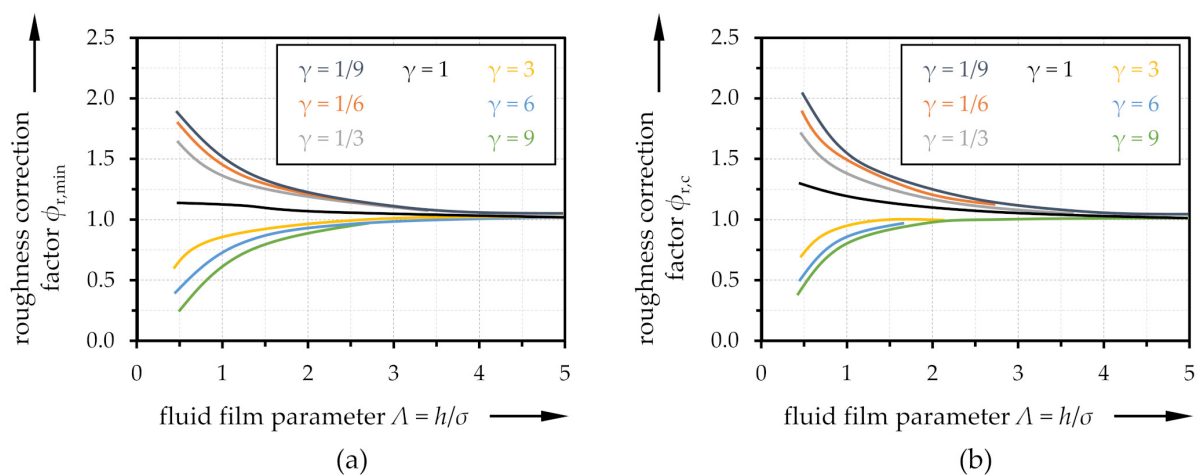 roughness correction
factor ϕr,min
2.5
2.0
1.5
1.0
0.5
0.0
γ = 1/9 γ = 1 γ = 3
γ = 1/6 γ = 6
γ = 1/3 γ = 9
0 1 2 3 4 5
fluid film parameter Λ = h/σ
(a)
roughness correction
factor ϕr,c
2.5
2.0
1.5
1.0
0.5
0.0
γ = 1/9 γ = 1 γ = 3
γ = 1/6 γ = 6
γ = 1/3 γ = 9
0 1 2 3 4 5
fluid film parameter Λ = h/σ
(b)